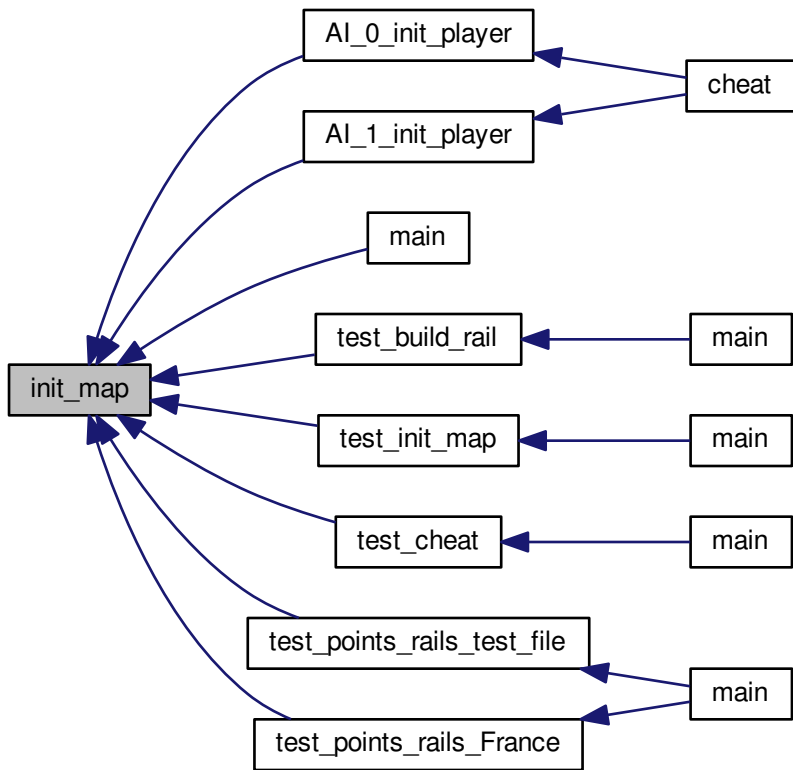 AI_0_init_player
cheat
AI_1_init_player
main
test_build_rail
main
init_map
test_init_map
main
test_cheat
main
test_points_rails_test_file
main
test_points_rails_France